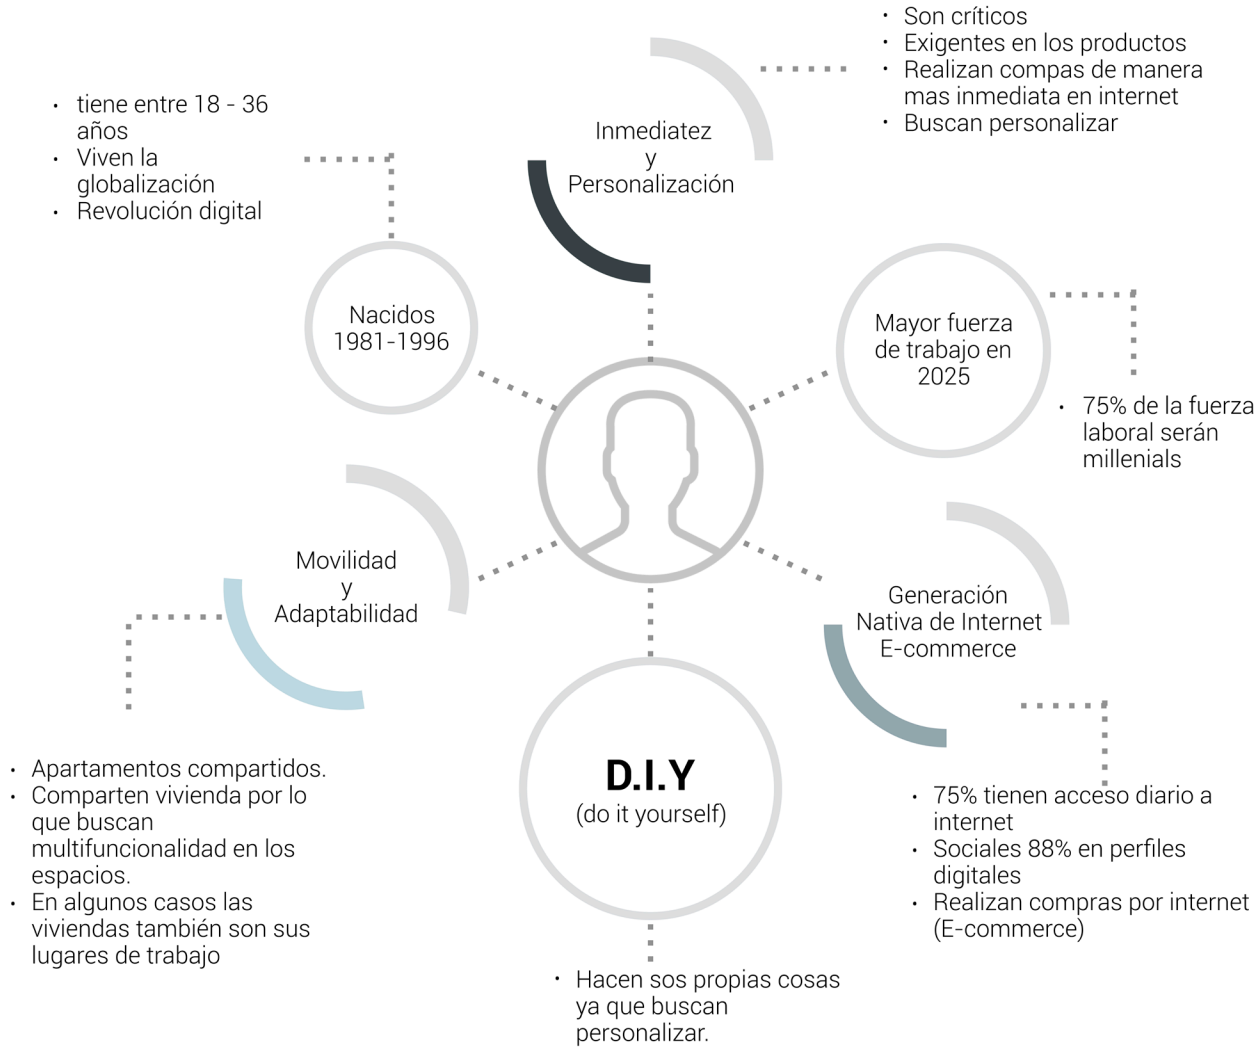 • Son críticos
• Exigentes en los productos
• Realizan compas de manera
mas inmediata en internet
• Buscan personalizar
Inmediatez
y
Personalización
• tiene entre 18 - 36
años
• Viven la
globalización
• Revolución digital
Nacidos
1981-1996
Mayor fuerza
de trabajo en
2025
• 75% de la fuerza
laboral serán
millenials
Movilidad
y
Adaptabilidad
Generación
Nativa de Internet
E-commerce
• Apartamentos compartidos.
• Comparten vivienda por lo
que buscan
multifuncionalidad en los
espacios.
• En algunos casos las
viviendas también son sus
lugares de trabajo
D.I.Y
(do it yourself)
• 75% tienen acceso diario a
internet
• Sociales 88% en perfiles
digitales
• Realizan compras por internet
(E-commerce)
• Hacen sos propias cosas
ya que buscan
personalizar.